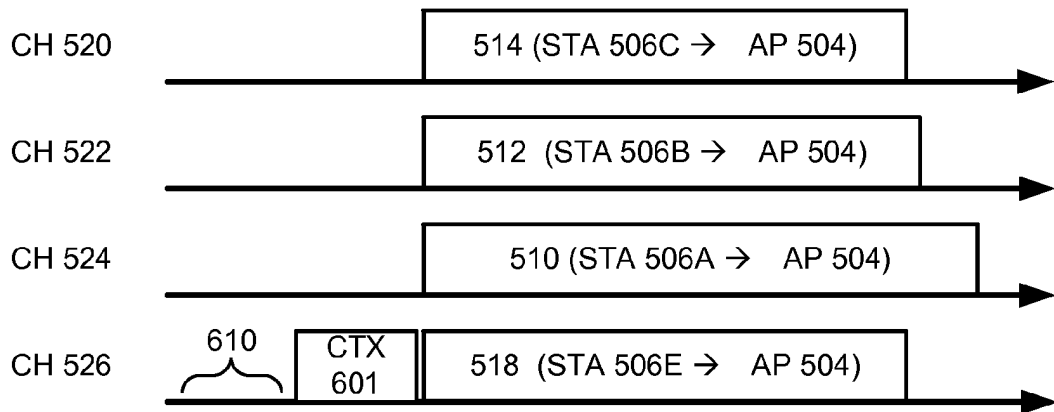 CH 520
514 (STA 506C → AP 504)
CH 522
512 (STA 506B → AP 504)
CH 524
510 (STA 506A → AP 504)
CH 526
610
CTX
601
518 (STA 506E → AP 504)